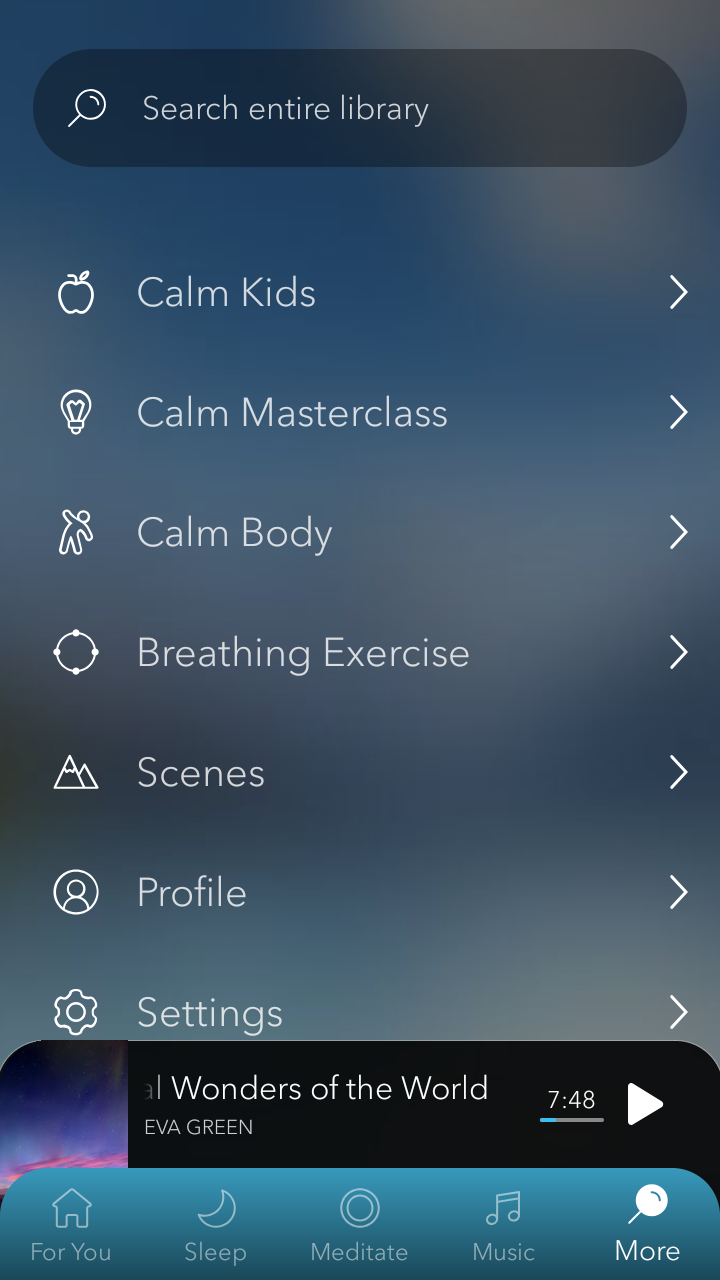 Search entire library
Calm Kids
Calm Masterclass
Calm Body
Breathing Exercise
Scenes
Profile
Settings
al Wonders of the World
7:48
EVA GREEN
For You
Sleep
Meditate
Music
More